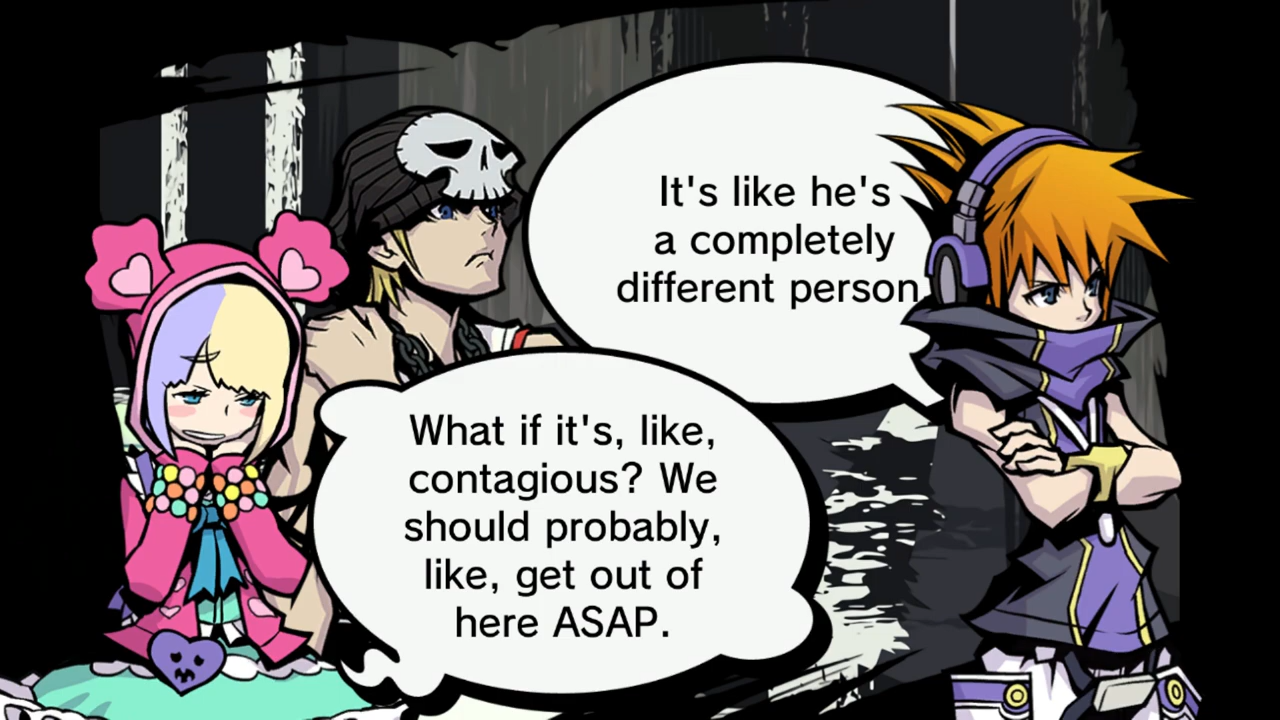 It's like he's
a completely
different person.
What if it's, like,
contagious? We
should probably,
like, get out of
here ASAP.